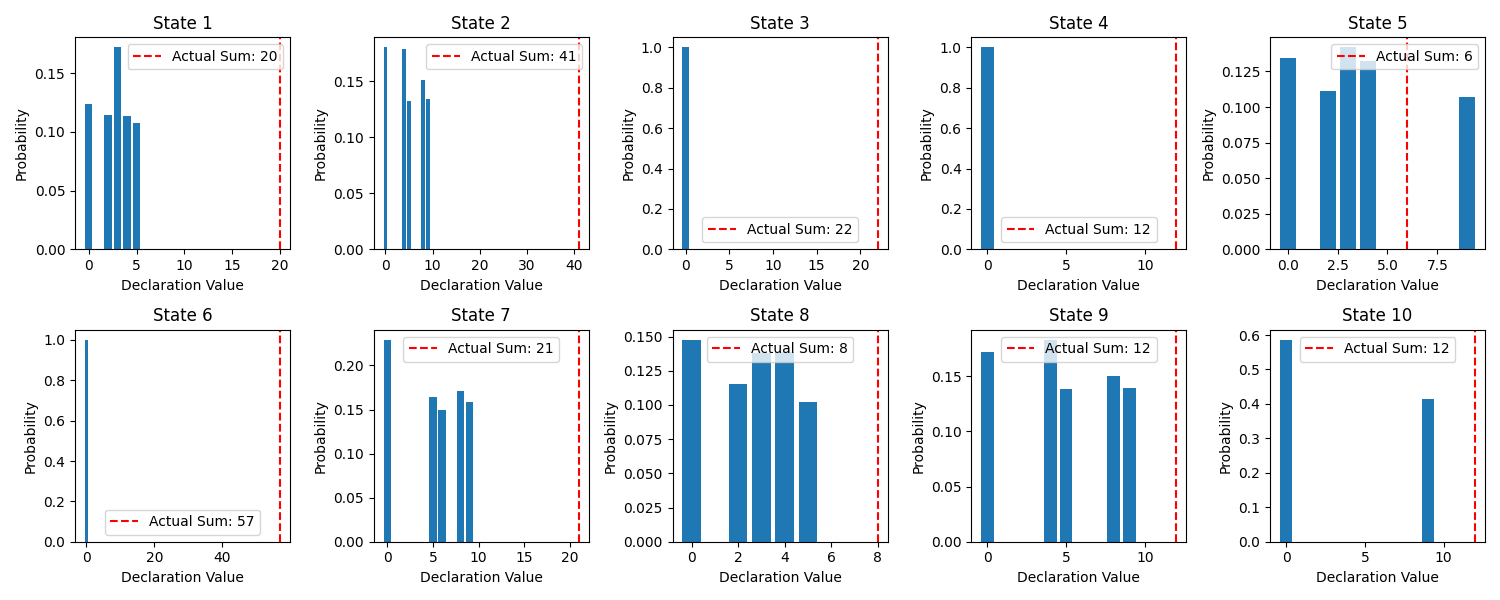 State 1
State 2
State 3
State 4
State 5
Probability
0.15
0.10
0.05
0.00
Actual Sum: 20
0
5
10
15
20
Declaration Value
Probability
0.15
0.10
0.05
0.00
Actual Sum: 41
0
10
20
30
40
Declaration Value
Probability
1.0
0.8
0.6
0.4
0.2
0.0
Actual Sum: 22
0
5
10
15
20
Declaration Value
Probability
1.0
0.8
0.6
0.4
0.2
0.0
Actual Sum: 12
0
5
10
Declaration Value
Probability
0.125
0.100
0.075
0.050
0.025
0.000
Actual Sum: 6
0.0
2.5
5.0
7.5
Declaration Value
State 6
State 7
State 8
State 9
State 10
Probability
1.0
0.8
0.6
0.4
0.2
0.0
Actual Sum: 57
0
20
40
Declaration Value
Probability
0.20
0.15
0.10
0.05
0.00
Actual Sum: 21
0
5
10
15
20
Declaration Value
Probability
0.150
0.125
0.100
0.075
0.050
0.025
0.000
Actual Sum: 8
0
2
4
6
8
Declaration Value
Probability
0.15
0.10
0.05
0.00
Actual Sum: 12
0
5
10
Declaration Value
Probability
0.6
0.5
0.4
0.3
0.2
0.1
0.0
Actual Sum: 12
0
5
10
Declaration Value